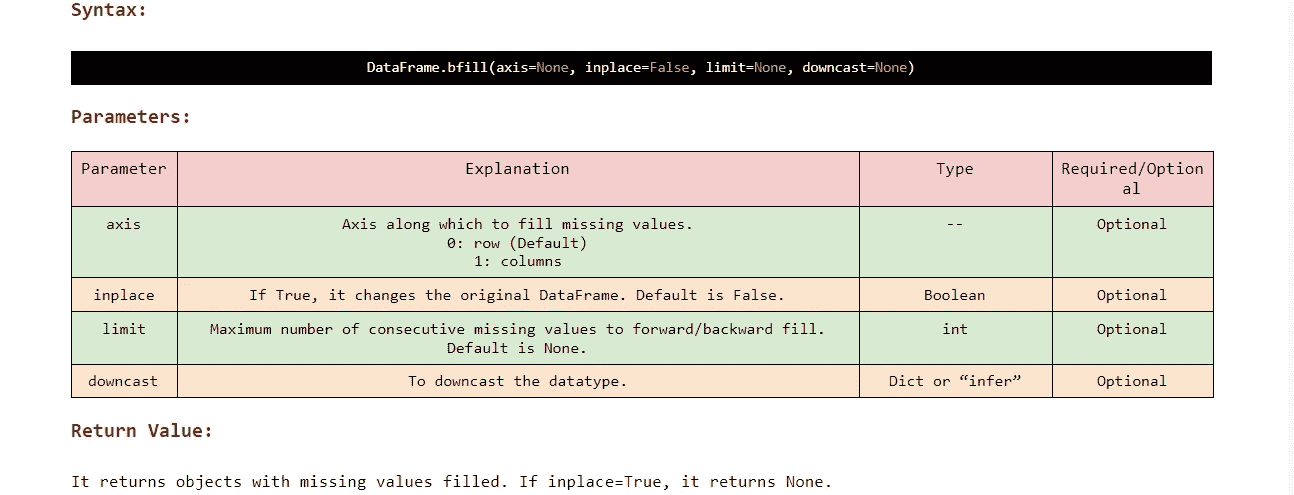 Syntax:
DataFrame.bfill(axis=None, inplace=False, limit=None, downcast=None)
Parameters:
Parameter Explanation Type Required/Option
al
axis Axis along which to fill missing values. -- Optional
0: row (Default)
1: columns
inplace If True, it changes the original DataFrame. Default is False. Boolean Optional
limit Maximum number of consecutive missing values to forward/backward fill. int Optional
Default is None.
downcast To downcast the datatype. Dict or “infer” Optional
Return Value:
It returns objects with missing values filled. If inplace=True, it returns None.